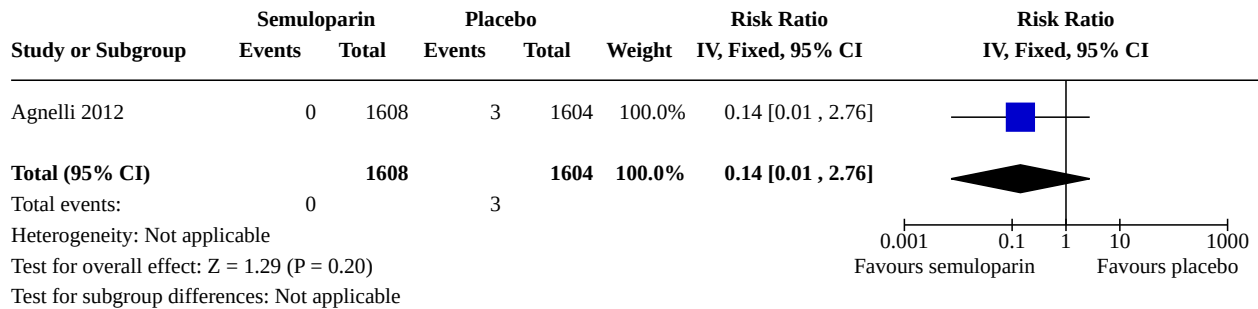 Semuloparin Placebo Risk Ratio Risk Ratio
Study or Subgroup Events Total Events Total Weight IV, Fixed, 95% CI IV, Fixed, 95% CI
Agnelli 2012 0 1608 3 1604 100.0% 0.14 [0.01 , 2.76]
Total (95% CI) 1608 1604 100.0% 0.14 [0.01 , 2.76]
Total events: 0 3
Heterogeneity: Not applicable
0.001 0.1 1 10 1000
Test for overall effect: Z = 1.29 (P = 0.20)
Favours semuloparin Favours placebo
Test for subgroup differences: Not applicable